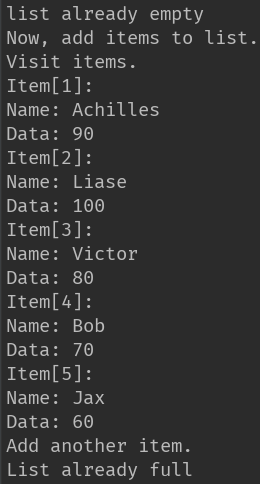 list already empty
Now, add items to list.
Visit items.
Item[1]:
Name: Achilles
Data: 90
Item[2]:
Name: Liase
Data: 100
Item[3]:
Name: Victor
Data: 80
Item[4]:
Name: Bob
Data: 70
Item[5]:
Name: Jax
Data: 60
Add another item.
List already full